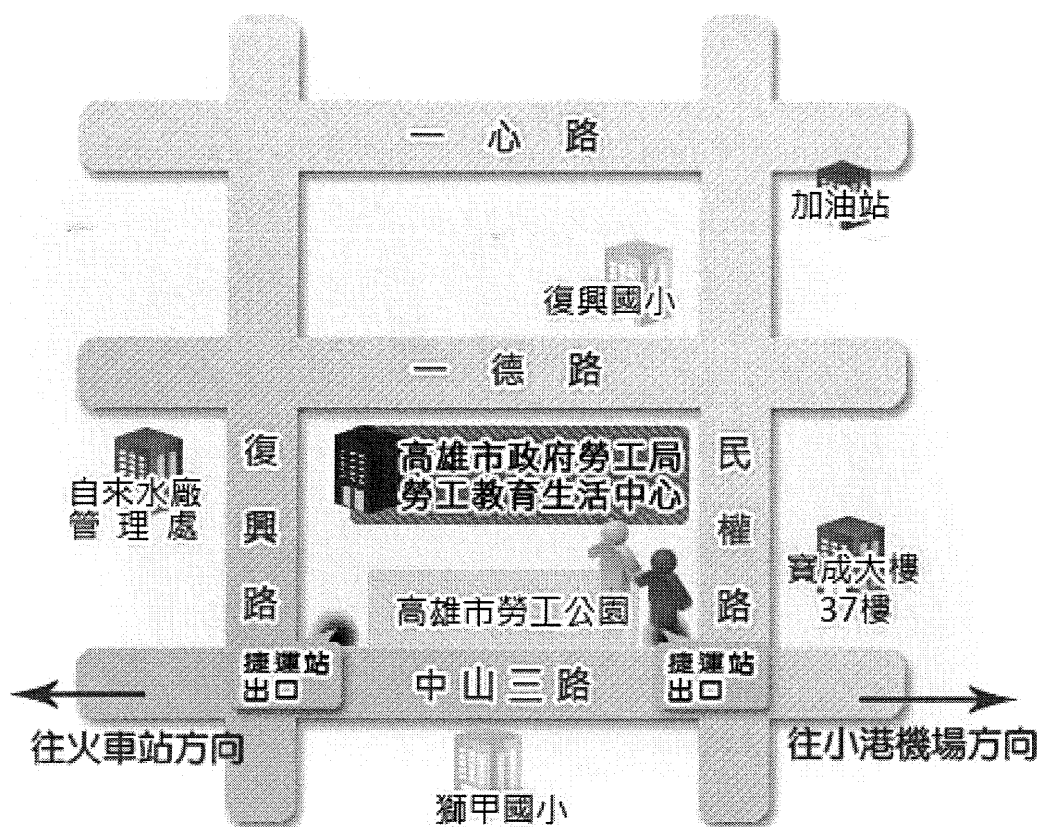 一心路
加油站
復興國小
一德路
高雄市政府勞工局
勞工教育生活中心
自來水廠
管理處
復興路
民權路
寶成大樓
37樓
高雄市勞工公園
捷運站
出口
中山三路
捷運站
出口
往火車站方向
往小港機場方向
獅甲國小